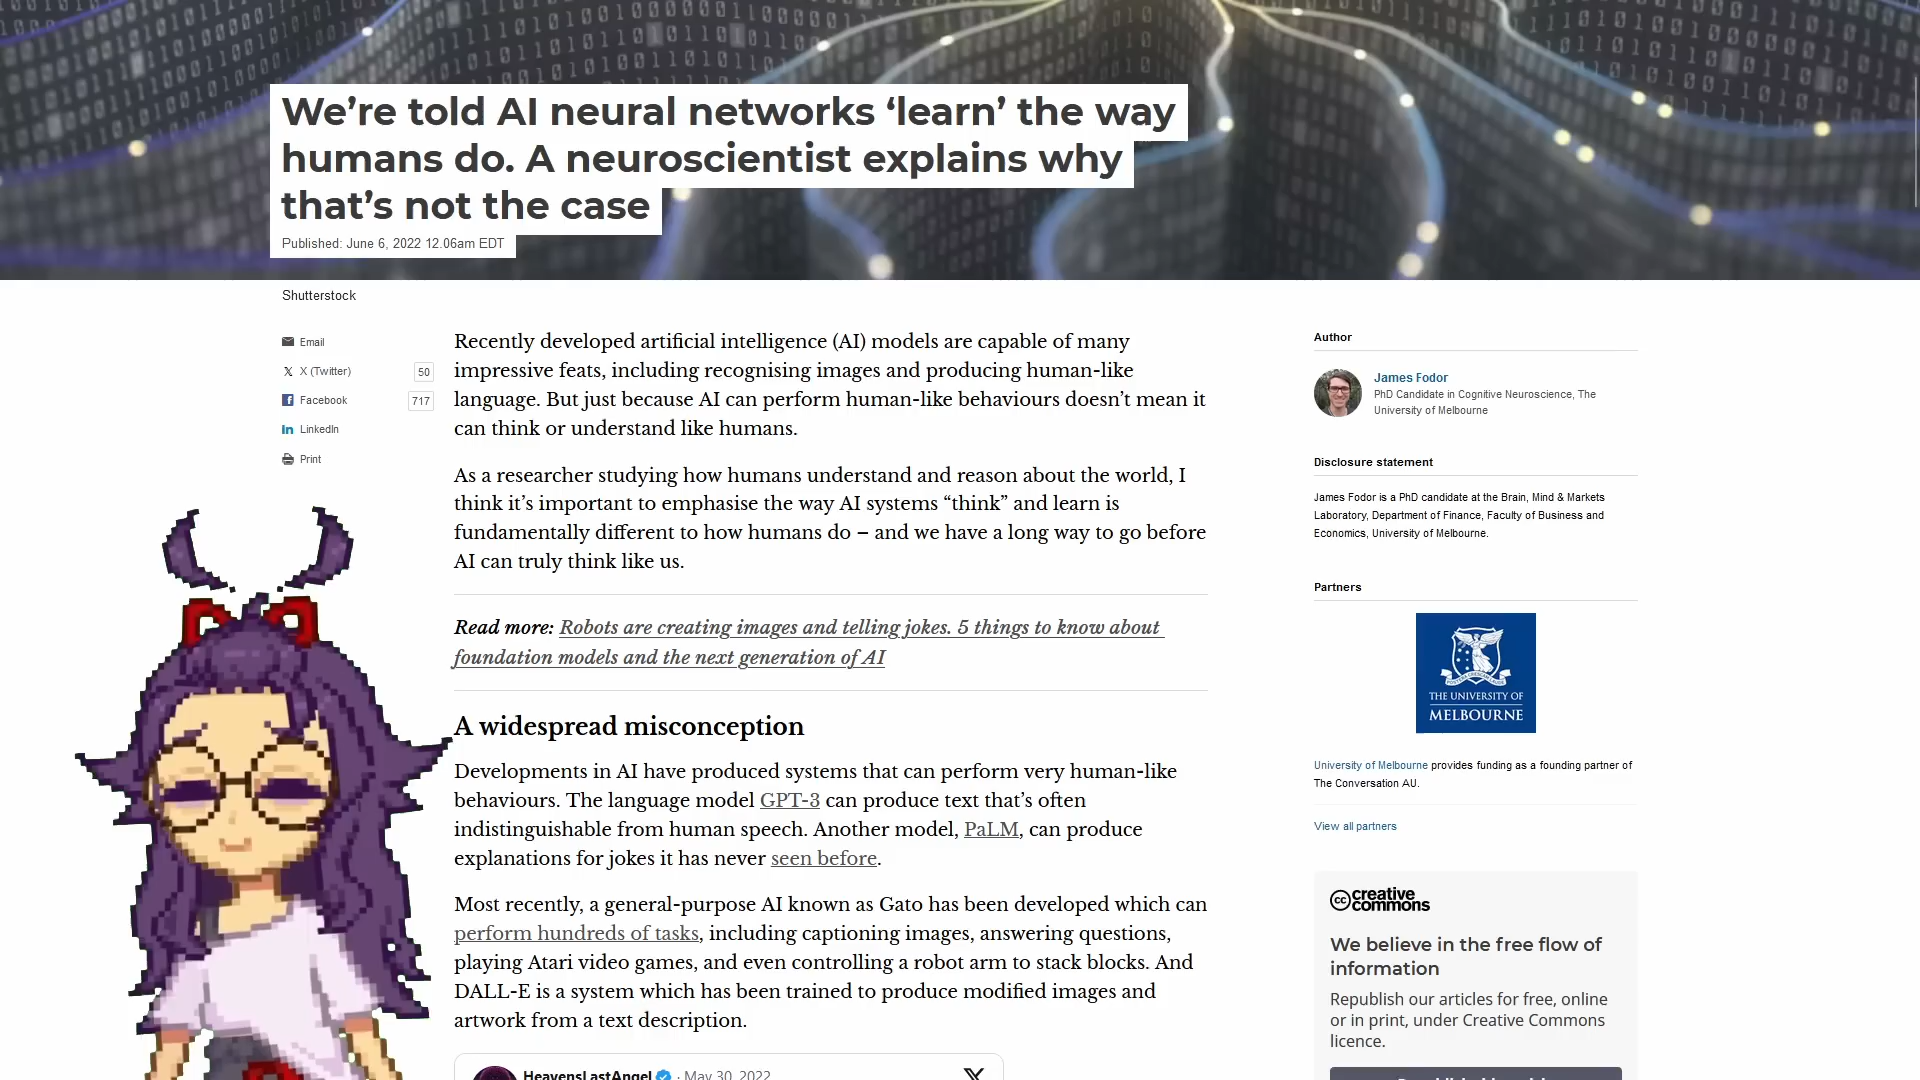 We’re told AI neural networks ‘learn’ the way
humans do. A neuroscientist explains why
that’s not the case
Published: June 6, 2022 12.06am EDT
Shutterstock
Email
X (Twitter)
50
Facebook
717
LinkedIn
Print
Recently developed artificial intelligence (AI) models are capable of many
impressive feats, including recognising images and producing human-like
language. But just because AI can perform human-like behaviours doesn’t mean it
can think or understand like humans.
As a researcher studying how humans understand and reason about the world, I
think it’s important to emphasise the way AI systems “think” and learn is
fundamentally different to how humans do – and we have a long way to go before
AI can truly think like us.
Read more: Robots are creating images and telling jokes. 5 things to know about
foundation models and the next generation of AI
A widespread misconception
Developments in AI have produced systems that can perform very human-like
behaviours. The language model GPT-3 can produce text that’s often
indistinguishable from human speech. Another model, PaLM, can produce
explanations for jokes it has never seen before.
Most recently, a general-purpose AI known as Gato has been developed which can
perform hundreds of tasks, including captioning images, answering questions,
playing Atari video games, and even controlling a robot arm to stack blocks. And
DALL-E is a system which has been trained to produce modified images and
artwork from a text description.
HeavensLastAngel · May 30, 2022
Author
James Fodor
PhD Candidate in Cognitive Neuroscience, The
University of Melbourne
Disclosure statement
James Fodor is a PhD candidate at the Brain, Mind & Markets
Laboratory, Department of Finance, Faculty of Business and
Economics, University of Melbourne.
Partners
THE UNIVERSITY OF
MELBOURNE
University of Melbourne provides funding as a founding partner of
The Conversation AU.
View all partners
cc creative
commons
We believe in the free flow of
information
Republish our articles for free, online
or in print, under Creative Commons
licence.